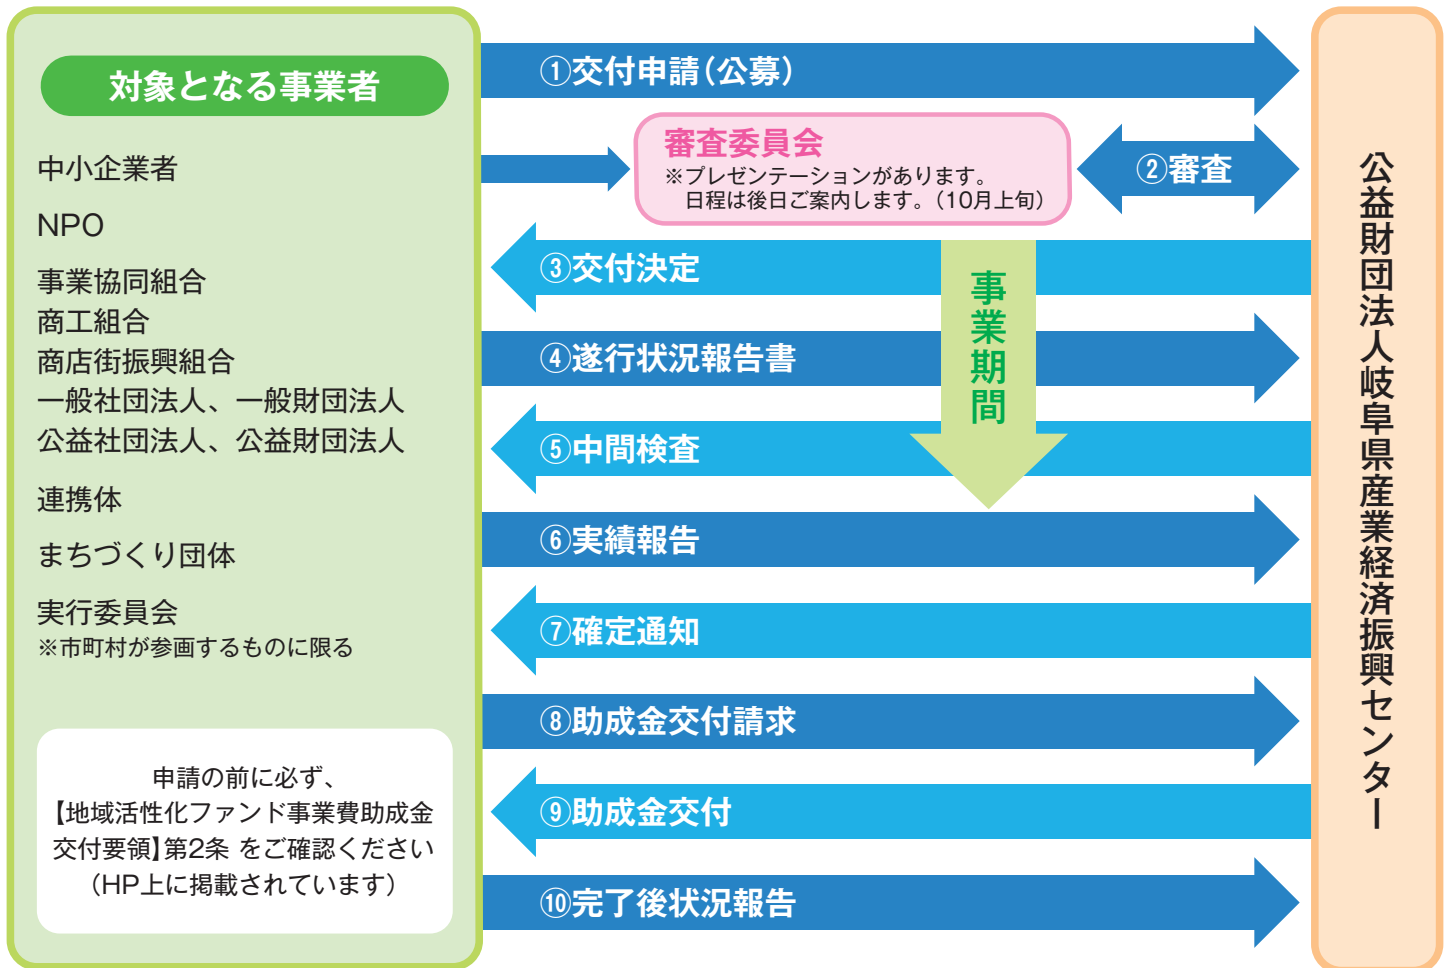 対象となる事業者
中小企業者
NPO
事業協同組合
商工組合
商店街振興組合
一般社団法人、一般財団法人
公益社団法人、公益財団法人
連携体
まちづくり団体
実行委員会
※市町村が参画するものに限る
申請の前に必ず、
【地域活性化ファンド事業費助成金
交付要領】第2条 をご確認ください
（HP上に掲載されています）
①交付申請（公募）
審査委員会
※プレゼンテーションがあります。
日程は後日ご案内します。（10月上旬）
②審査
③交付決定
事業期間
④遂行状況報告書
⑤中間検査
⑥実績報告
⑦確定通知
⑧助成金交付請求
⑨助成金交付
⑩完了後状況報告
公益財団法人岐阜県産業経済振興センター